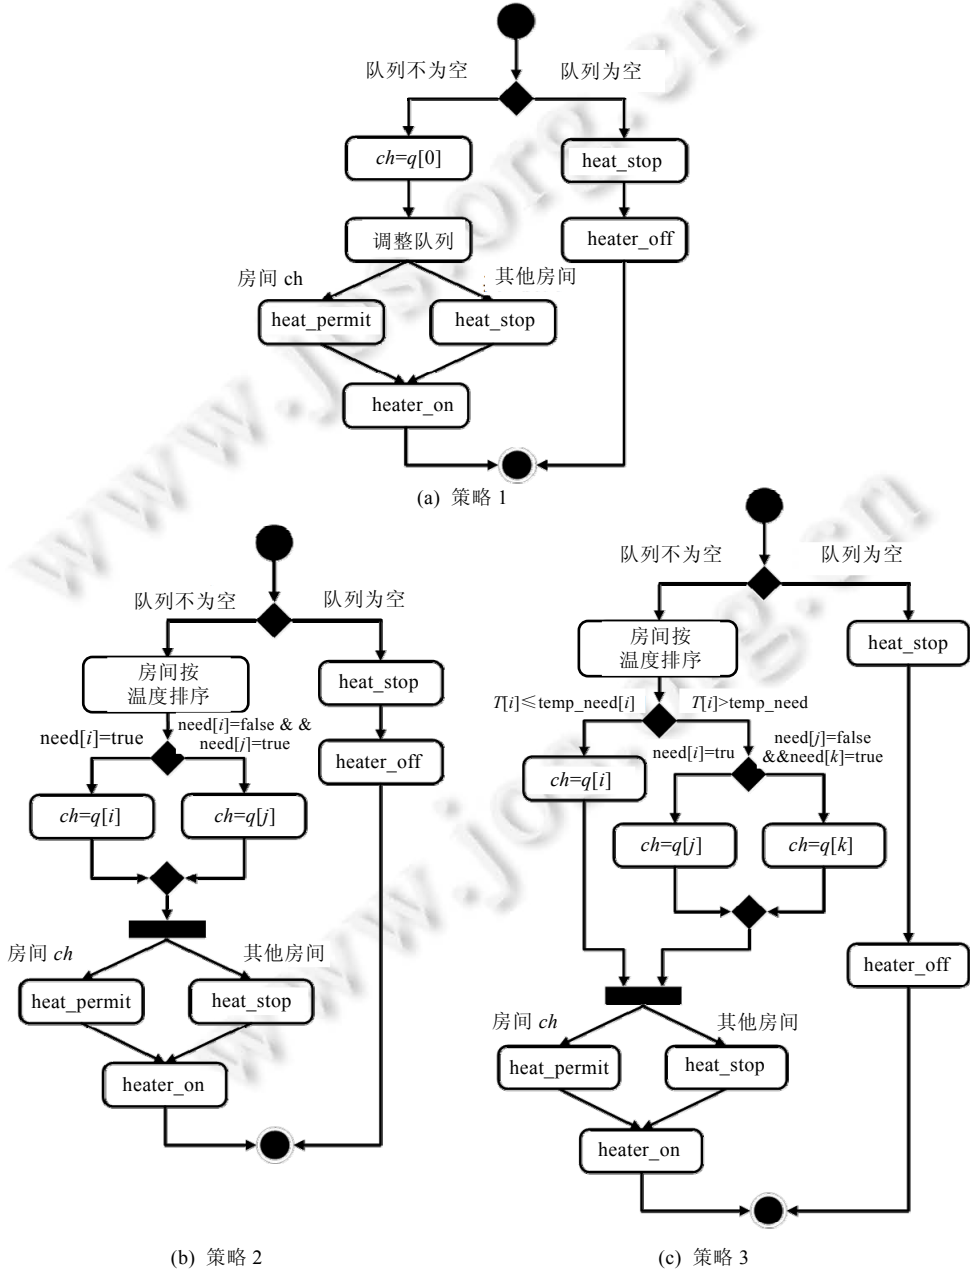 队列不为空 队列为空
ch=q[0]
heat_stop
调整队列
heater_off
房间 ch 其他房间
heat_permit heat_stop
heater_on
(a) 策略 1
队列不为空 队列为空
房间按
温度排序
heat_stop
need[i]=true
need[i]=false & &
need[j]=true
heater_off
ch=q[i] ch=q[j]
房间 ch 其他房间
heat_permit heat_stop
heater_on
(b) 策略 2
队列不为空 队列为空
房间按
温度排序
heat_stop
T[i]≤temp_need[i] T[i]>temp_need
need[i]=tru
need[j]=false
&&need[k]=true
ch=q[i]
ch=q[j] ch=q[k]
heater_off
房间 ch 其他房间
heat_permit heat_stop
heater_on
(c) 策略 3